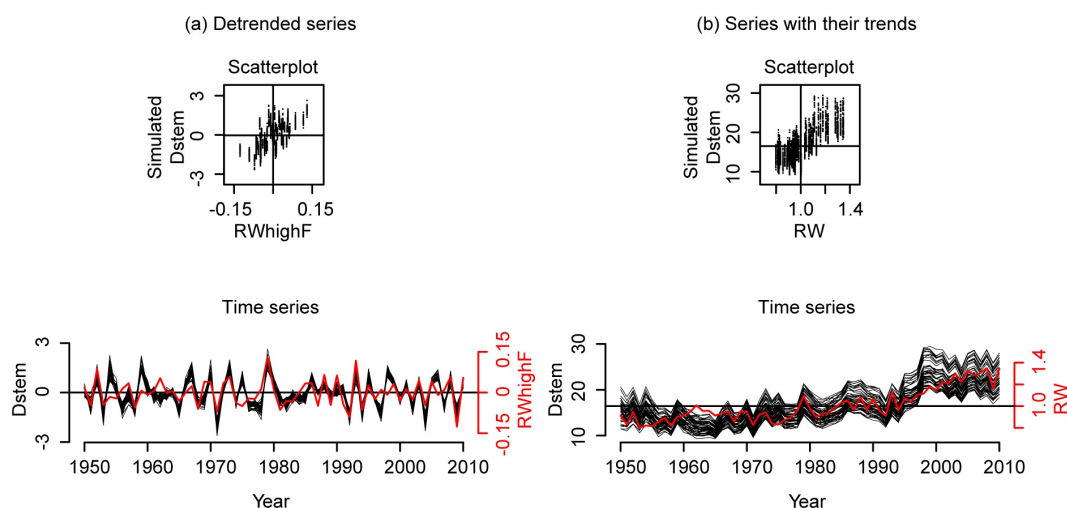 (a) Detrended series
Scatterplot
Simulated
Dstem
3
0
-3
-0.15 0.15
RWhighF
Time series
Dstem
3
0
-3
0.15
0
-0.15
RWhighF
1950 1960 1970 1980 1990 2000 2010
Year
(b) Series with their trends
Scatterplot
Simulated
Dstem
30
20
10
1.0 1.4
RW
Time series
Dstem
30
20
10
1.4
1.0
RW
1950 1960 1970 1980 1990 2000 2010
Year